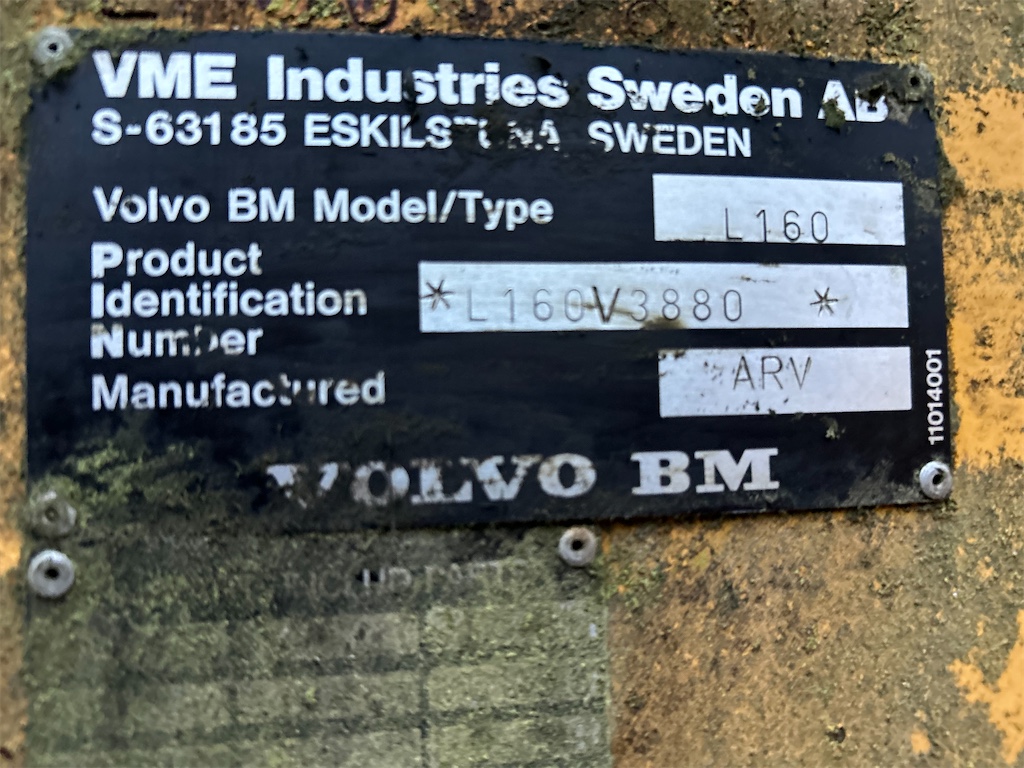 VME Industries Sweden AB
S-63185 ESKILSTUNA SWEDEN
Volvo BM Model/Type L160
Product
Identification
Number
*L160V3880 *
Manufactured ARV
11014001
VOLVO BM